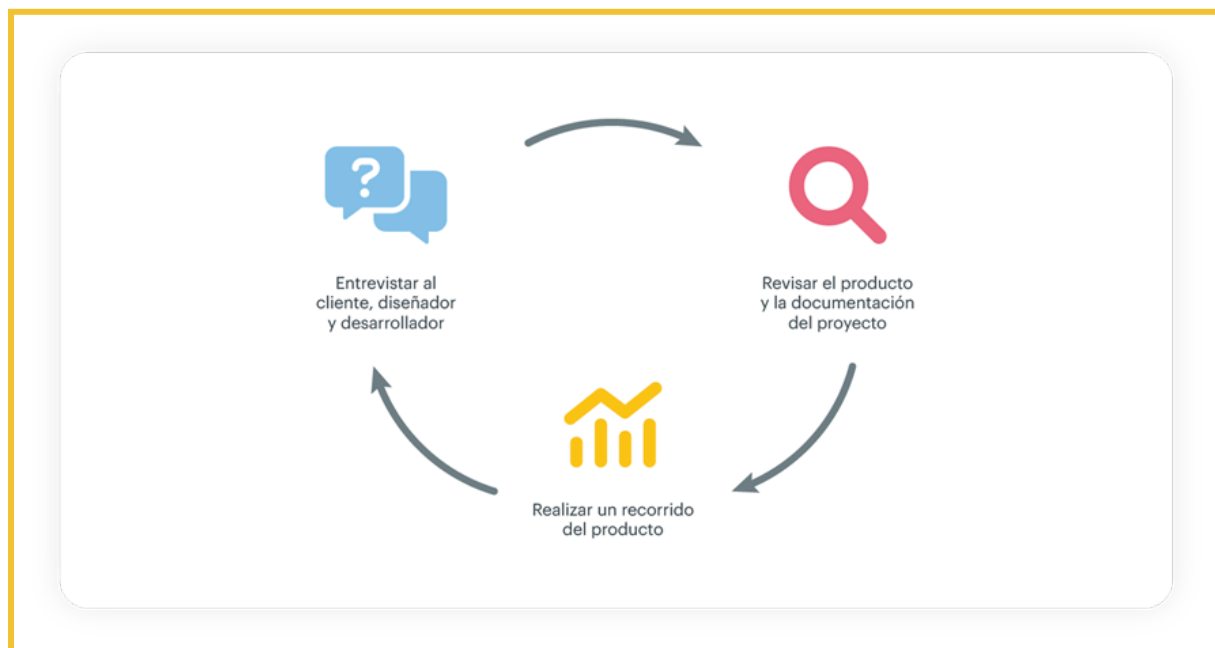 ?
Entrevistar al
cliente, diseñador
y desarrollador
Revisar el producto
y la documentación
del proyecto
Realizar un recorrido
del producto